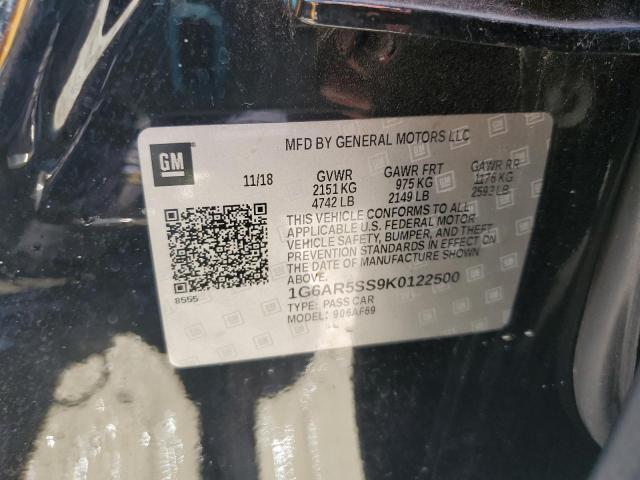 MFD BY GENERAL MOTORS LLC
GM
11/18 GVWR GAWR FRT GAWR RR
2151 KG 975 KG 1176 KG
4742 LB 2149 LB 2593 LB
THIS VEHICLE CONFORMS TO ALL
APPLICABLE U.S. FEDERAL MOTOR
VEHICLE SAFETY, BUMPER, AND THEFT
PREVENTION STANDARDS IN EFFECT ON
THE DATE OF MANUFACTURE SHOWN
ABOVE.
8555
1G6AR5SS9K0122500
TYPE: PASS CAR
MODEL: 906AF69